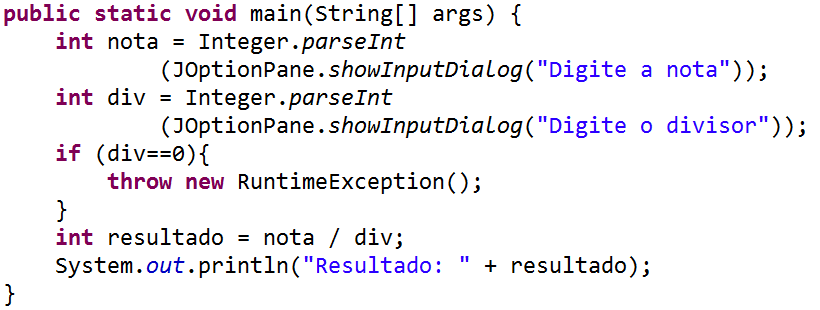 public static void main(String[] args) {
    int nota = Integer.parseInt
            (JOptionPane.showInputDialog("Digite a nota"));
    int div = Integer.parseInt
            (JOptionPane.showInputDialog("Digite o divisor"));
    if (div==0){
        throw new RuntimeException();
    }
    int resultado = nota / div;
    System.out.println("Resultado: " + resultado);
}